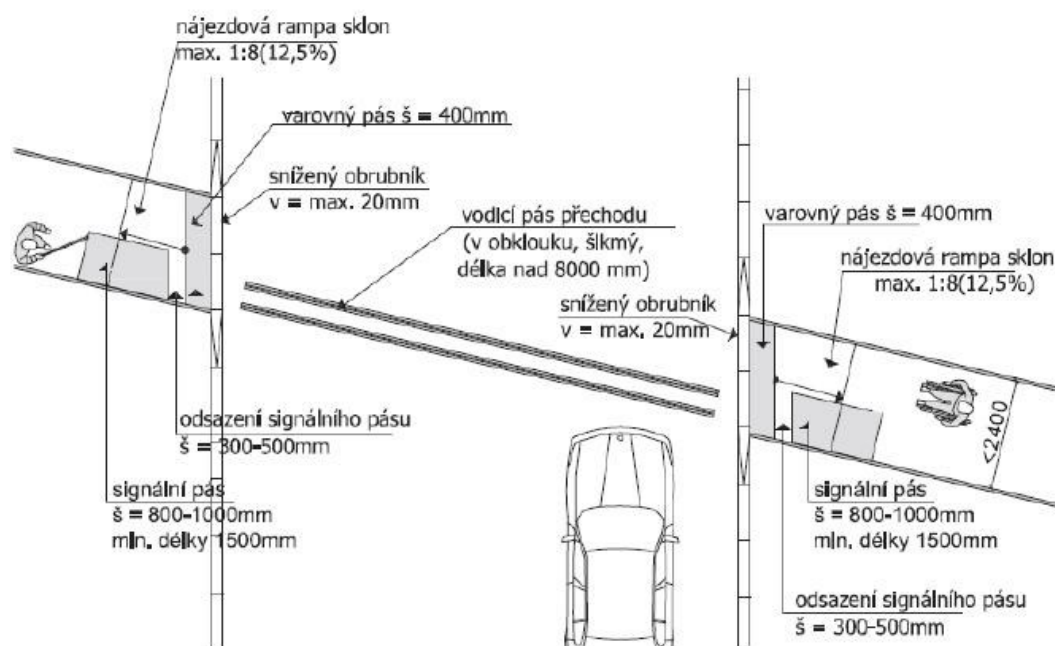 nájezdová rampa sklon
max. 1:8(12,5%)
varovný pás š = 400mm
snížený obrubník
v = max. 20mm
vodicí pás přechodu
(v obklouku, šikmý,
délka nad 8000 mm)
varovný pás š = 400mm
nájezdová rampa sklon
max. 1:8(12,5%)
snížený obrubník
v = max. 20mm
odsazení signálního pásu
š = 300-500mm
signální pás
š = 800-1000mm
min. délky 1500mm
<2400
signální pás
š = 800-1000mm
min. délky 1500mm
odsazení signálního pásu
š = 300-500mm